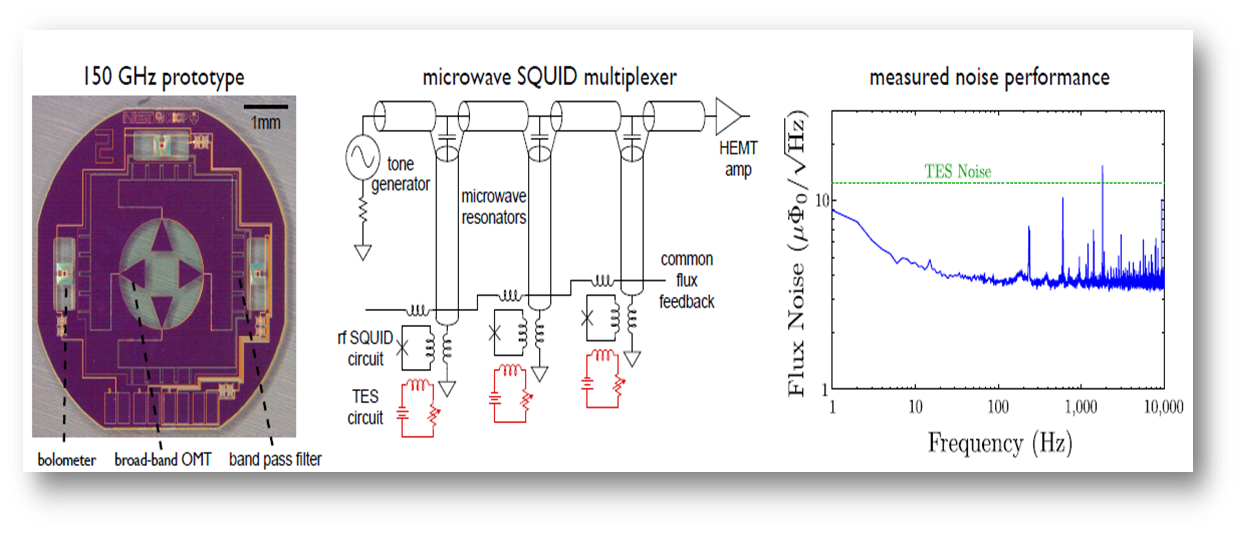 150 GHz prototype
1mm
bolometer
broad-band OMT
band pass filter
microwave SQUID multiplexer
tone
generator
HEMT
amp
microwave
resonators
common
flux
feedback
rf SQUID
circuit
TES
circuit
measured noise performance
Flux Noise (μΦ₀/√Hz)
TES Noise
10
1
1 10 100 1,000 10,000
Frequency (Hz)